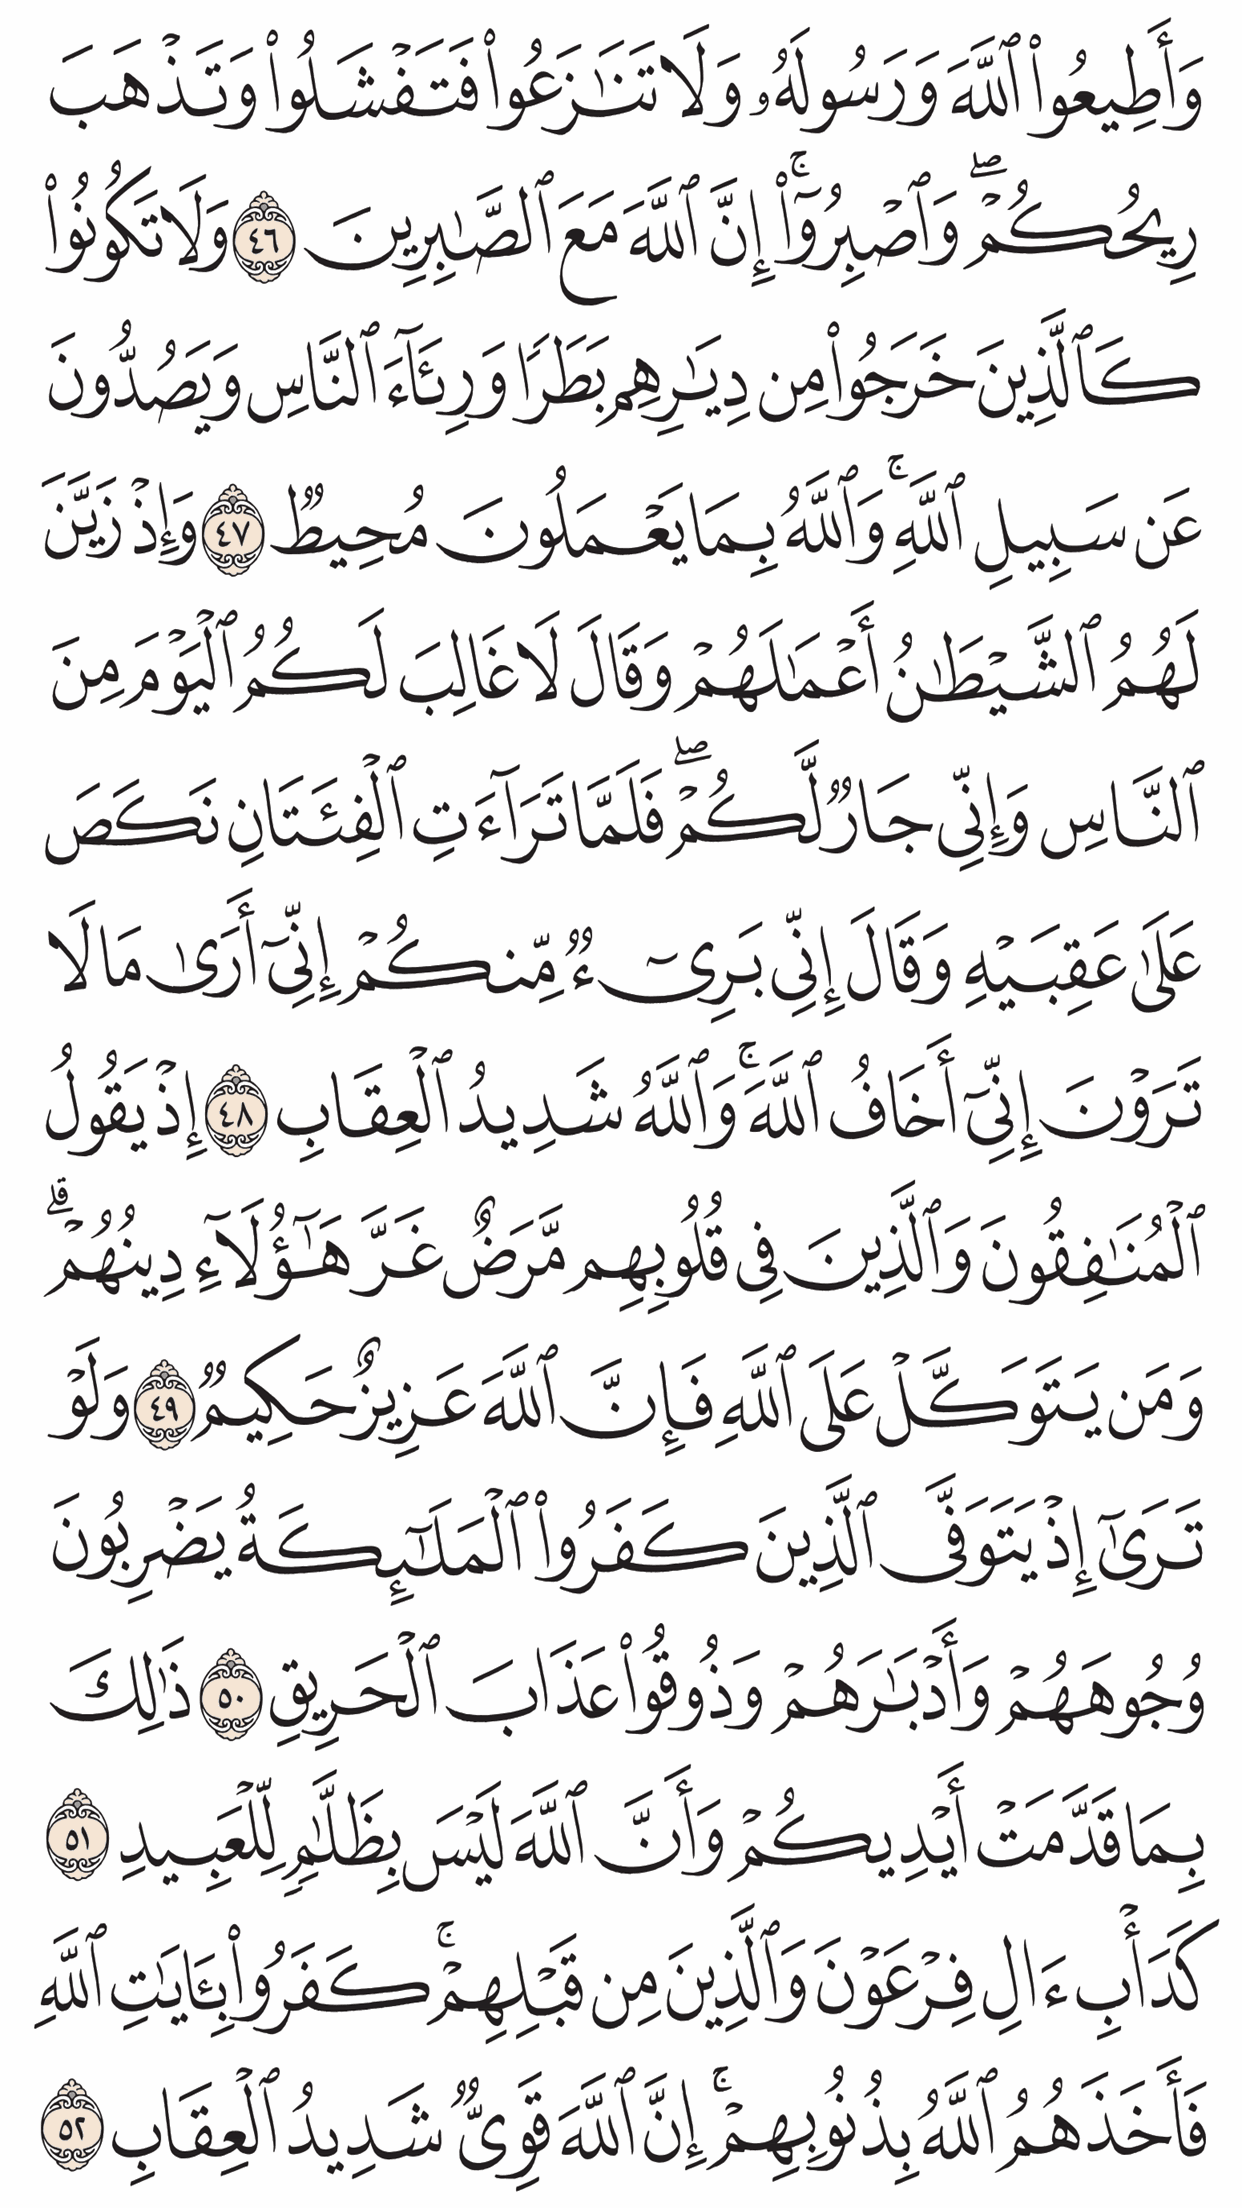 وَأَطِيعُوا۟ ٱللَّهَ وَرَسُولَهُۥ وَلَا تَنَٰزَعُوا۟ فَتَفْشَلُوا۟ وَتَذْهَبَ
رِيحُكُمْ ۖ وَٱصْبِرُوٓا۟ ۚ إِنَّ ٱللَّهَ مَعَ ٱلصَّٰبِرِينَ ٤٦ وَلَا تَكُونُوا۟
كَٱلَّذِينَ خَرَجُوا۟ مِن دِيَٰرِهِم بَطَرًا وَرِئَآءَ ٱلنَّاسِ وَيَصُدُّونَ
عَن سَبِيلِ ٱللَّهِ ۚ وَٱللَّهُ بِمَا يَعْمَلُونَ مُحِيطٌ ٤٧ وَإِذْ زَيَّنَ
لَهُمُ ٱلشَّيْطَٰنُ أَعْمَٰلَهُمْ وَقَالَ لَا غَالِبَ لَكُمُ ٱلْيَوْمَ مِنَ
ٱلنَّاسِ وَإِنِّى جَارٌ لَّكُمْ ۖ فَلَمَّا تَرَآءَتِ ٱلْفِئَتَانِ نَكَصَ
عَلَىٰ عَقِبَيْهِ وَقَالَ إِنِّى بَرِىٓءٌ مِّنكُمْ إِنِّىٓ أَرَىٰ مَا لَا
تَرَوْنَ إِنِّىٓ أَخَافُ ٱللَّهَ ۚ وَٱللَّهُ شَدِيدُ ٱلْعِقَابِ ٤٨ إِذْ يَقُولُ
ٱلْمُنَٰفِقُونَ وَٱلَّذِينَ فِى قُلُوبِهِم مَّرَضٌ غَرَّ هَٰٓؤُلَآءِ دِينُهُمْ ۗ
وَمَن يَتَوَكَّلْ عَلَى ٱللَّهِ فَإِنَّ ٱللَّهَ عَزِيزٌ حَكِيمٌ ٤٩ وَلَوْ
تَرَىٰٓ إِذْ يَتَوَفَّى ٱلَّذِينَ كَفَرُوا۟ ٱلْمَلَٰٓئِكَةُ يَضْرِبُونَ
وُجُوهَهُمْ وَأَدْبَٰرَهُمْ وَذُوقُوا۟ عَذَابَ ٱلْحَرِيقِ ٥٠ ذَٰلِكَ
بِمَا قَدَّمَتْ أَيْدِيكُمْ وَأَنَّ ٱللَّهَ لَيْسَ بِظَلَّٰمٍ لِّلْعَبِيدِ ٥١
كَدَأْبِ ءَالِ فِرْعَوْنَ وَٱلَّذِينَ مِن قَبْلِهِمْ ۚ كَفَرُوا۟ بِـَٔايَٰتِ ٱللَّهِ
فَأَخَذَهُمُ ٱللَّهُ بِذُنُوبِهِمْ ۚ إِنَّ ٱللَّهَ قَوِىٌّ شَدِيدُ ٱلْعِقَابِ ٥٢